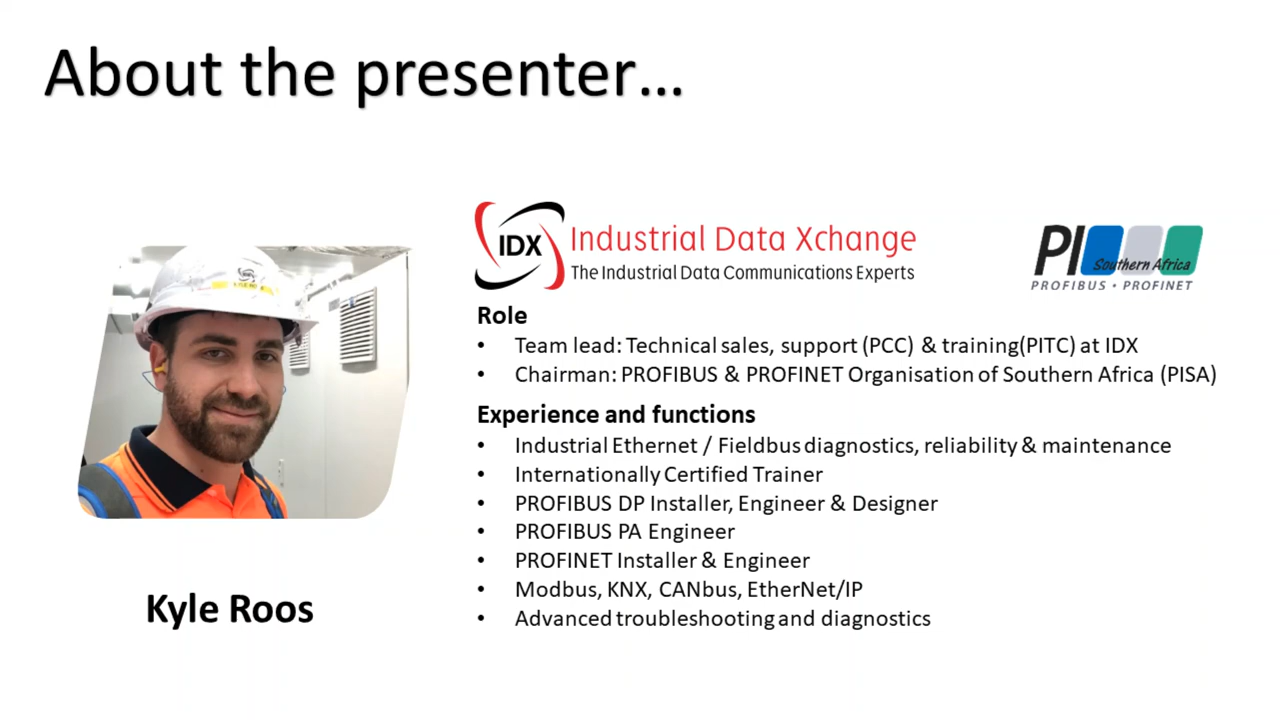 About the presenter...
IDX
Industrial Data Xchange
The Industrial Data Communications Experts
PI
Southern Africa
PROFIBUS • PROFINET
Role
• Team lead: Technical sales, support (PCC) & training(PITC) at IDX
• Chairman: PROFIBUS & PROFINET Organisation of Southern Africa (PISA)
Experience and functions
• Industrial Ethernet / Fieldbus diagnostics, reliability & maintenance
• Internationally Certified Trainer
• PROFIBUS DP Installer, Engineer & Designer
• PROFIBUS PA Engineer
• PROFINET Installer & Engineer
• Modbus, KNX, CANbus, EtherNet/IP
• Advanced troubleshooting and diagnostics
Kyle Roos